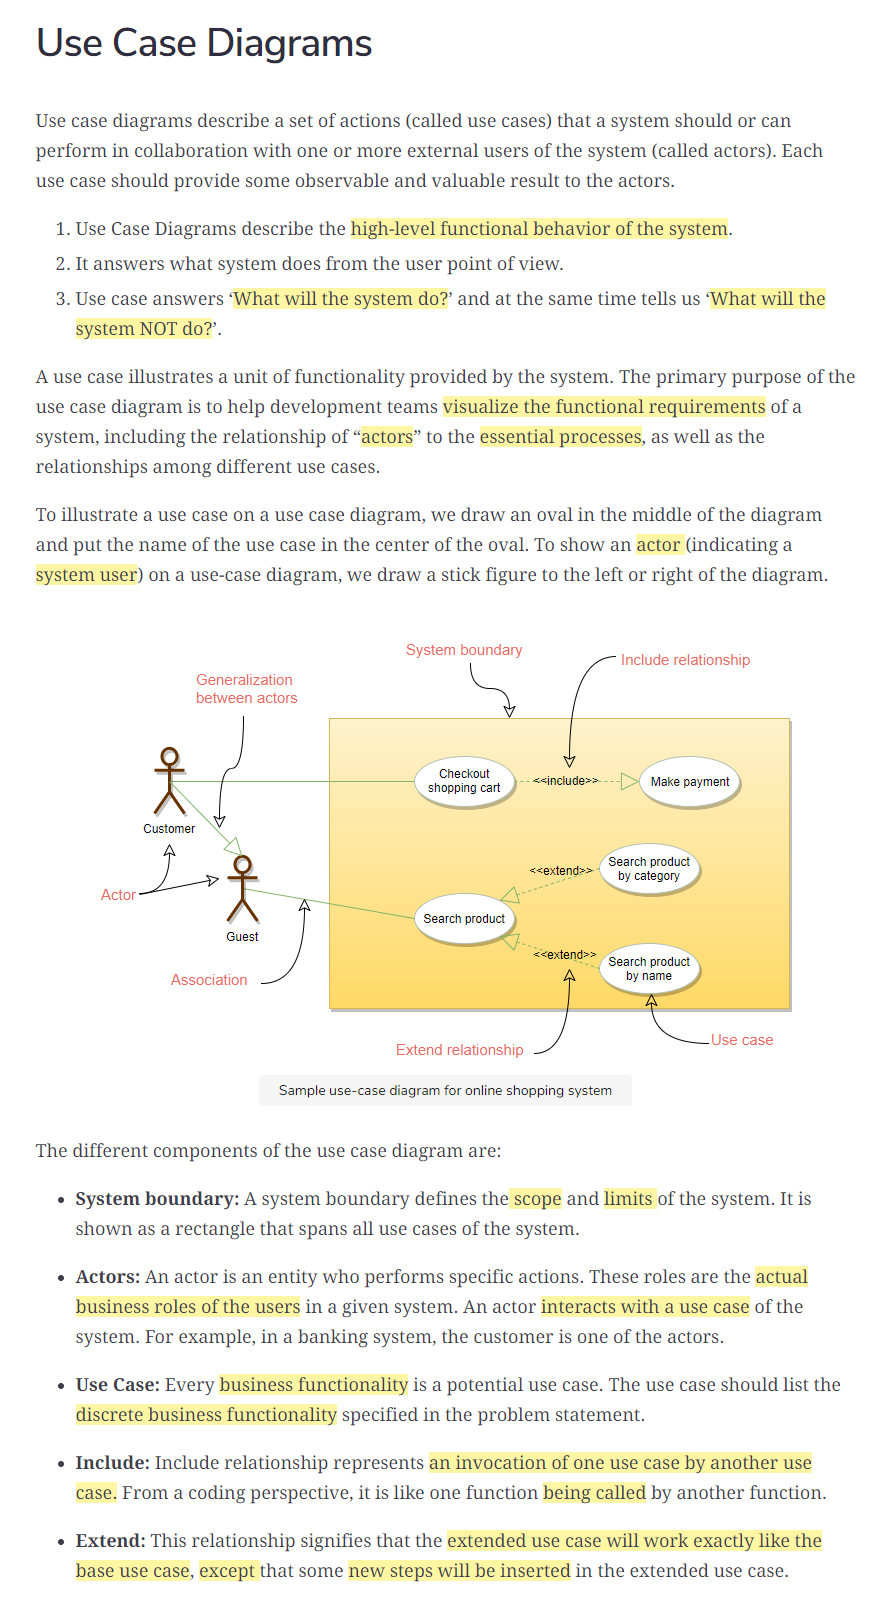 Use Case Diagrams
Use case diagrams describe a set of actions (called use cases) that a system should or can
perform in collaboration with one or more external users of the system (called actors). Each
use case should provide some observable and valuable result to the actors.
1. Use Case Diagrams describe the high-level functional behavior of the system.
2. It answers what system does from the user point of view.
3. Use case answers ‘What will the system do?’ and at the same time tells us ‘What will the
system NOT do?’.
A use case illustrates a unit of functionality provided by the system. The primary purpose of the
use case diagram is to help development teams visualize the functional requirements of a
system, including the relationship of “actors” to the essential processes, as well as the
relationships among different use cases.
To illustrate a use case on a use case diagram, we draw an oval in the middle of the diagram
and put the name of the use case in the center of the oval. To show an actor (indicating a
system user) on a use-case diagram, we draw a stick figure to the left or right of the diagram.
System boundary
Include relationship
Generalization
between actors
Checkout
shopping cart
<<include>>
Make payment
Customer
<<extend>>
Search product
by category
Actor
Search product
Guest
<<extend>>
Search product
by name
Association
Extend relationship
Use case
Sample use-case diagram for online shopping system
The different components of the use case diagram are:
• System boundary: A system boundary defines the scope and limits of the system. It is
shown as a rectangle that spans all use cases of the system.
• Actors: An actor is an entity who performs specific actions. These roles are the actual
business roles of the users in a given system. An actor interacts with a use case of the
system. For example, in a banking system, the customer is one of the actors.
• Use Case: Every business functionality is a potential use case. The use case should list the
discrete business functionality specified in the problem statement.
• Include: Include relationship represents an invocation of one use case by another use
case. From a coding perspective, it is like one function being called by another function.
• Extend: This relationship signifies that the extended use case will work exactly like the
base use case, except that some new steps will be inserted in the extended use case.